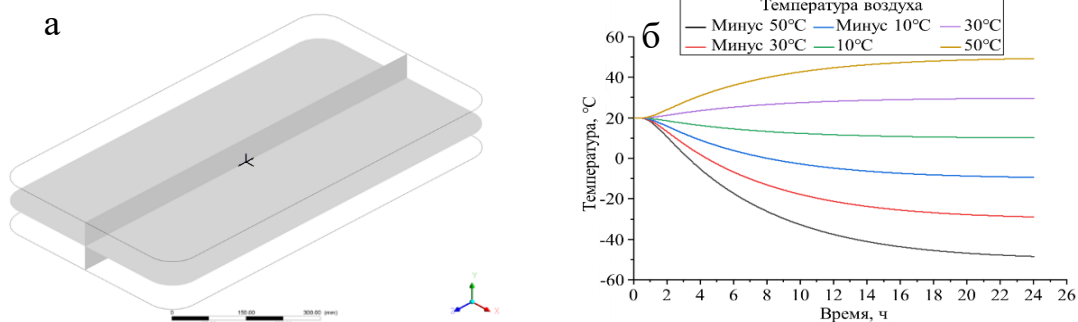 а
0
150.00
300.00 (mm)
Y
Z
X
б
Температура воздуха
Минус 50°C
Минус 10°C
30°C
Минус 30°C
10°C
50°C
Температура, °C
60
40
20
0
-20
-40
-60
0 2 4 6 8 10 12 14 16 18 20 22 24 26
Время, ч